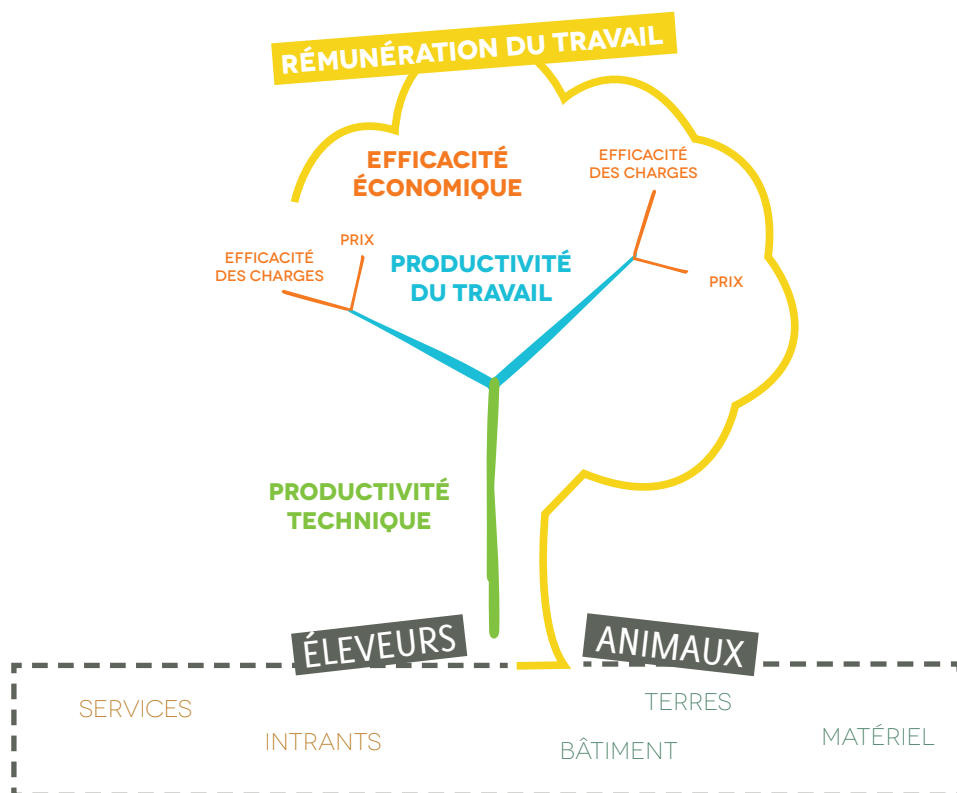 RÉMUNÉRATION DU TRAVAIL
EFFICACITÉ
ÉCONOMIQUE
EFFICACITÉ
DES CHARGES
PRIX
EFFICACITÉ
DES CHARGES
PRODUCTIVITÉ
DU TRAVAIL
PRIX
PRODUCTIVITÉ
TECHNIQUE
ÉLEVEURS
ANIMAUX
SERVICES
INTRANTS
TERRES
BÂTIMENT
MATÉRIEL